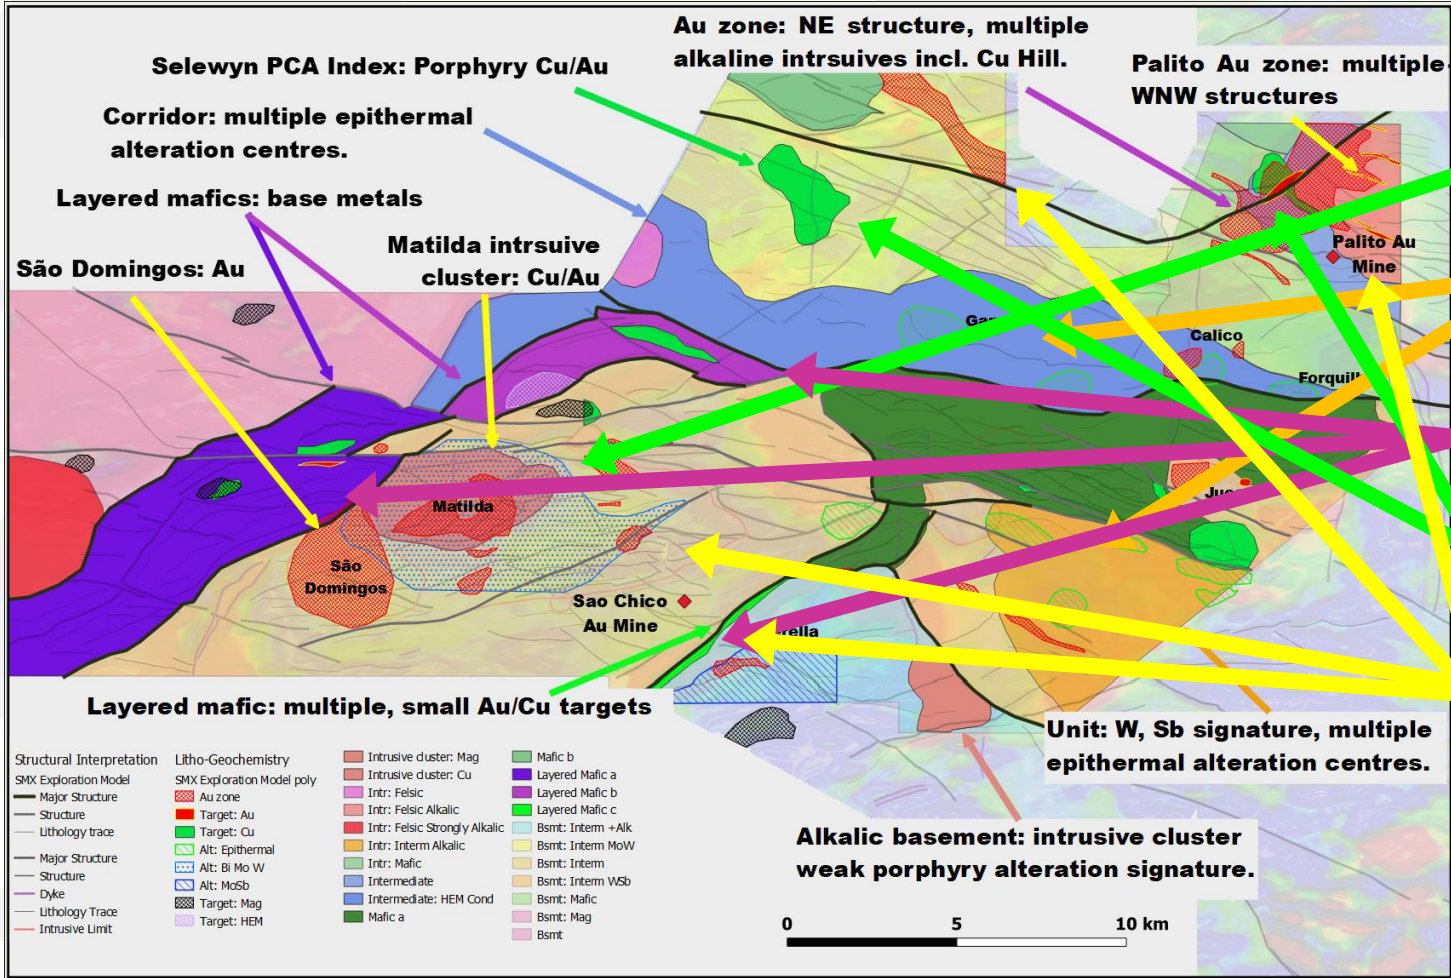 Au zone: NE structure, multiple
alkaline intrsuives incl. Cu Hill.
Selewyn PCA Index: Porphyry Cu/Au
Palito Au zone: multiple
WNW structures
Corridor: multiple epithermal
alteration centres.
Layered mafics: base metals
Matilda intrsuive
cluster: Cu/Au
São Domingos: Au
Palito Au
Mine
Calico
Matilda
São
Domingos
Sao Chico
Au Mine
Layered mafic: multiple, small Au/Cu targets
Unit: W, Sb signature, multiple
epithermal alteration centres.
Alkalic basement: intrusive cluster
weak porphyry alteration signature.
0 5 10 km
Structural Interpretation
SMX Exploration Model
Major Structure
Structure
Lithology trace
Major Structure
Structure
Dyke
Lithology Trace
Intrusive Limit
Litho-Geochemistry
SMX Exploration Model poly
Au zone
Target: Au
Target: Cu
Alt: Epithermal
Alt: Bi Mo W
Alt: MoSb
Target: Mag
Target: HEM
Intrusive cluster: Mag
Intrusive cluster: Cu
Intr: Felsic
Intr: Felsic Alkalic
Intr: Felsic Strongly Alkalic
Intr: Interm Alkalic
Intr: Mafic
Intermediate
Intermediate: HEM Cond
Mafic a
Mafic b
Layered Mafic a
Layered Mafic b
Layered Mafic c
Bsmt: Interm +Alk
Bsmt: Interm MoW
Bsmt: Interm
Bsmt: Interm WSb
Bsmt: Mafic
Bsmt: Mag
Bsmt